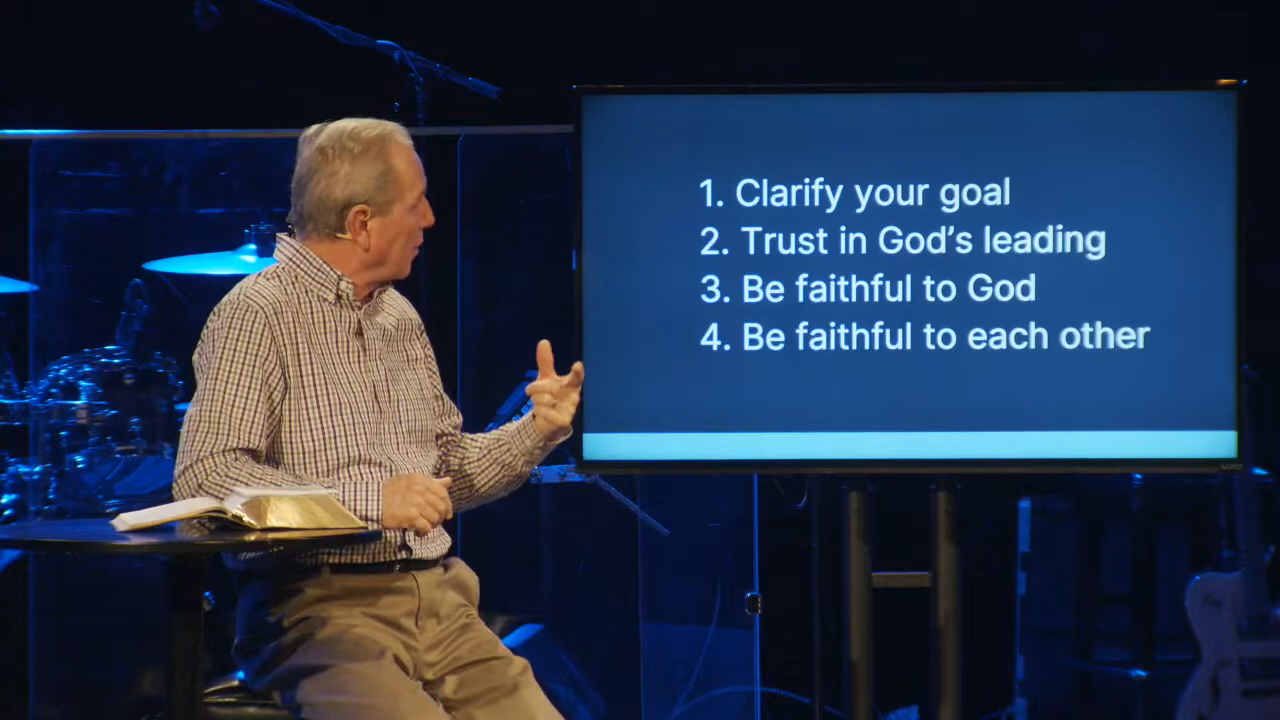 1. Clarify your goal
2. Trust in God's leading
3. Be faithful to God
4. Be faithful to each other